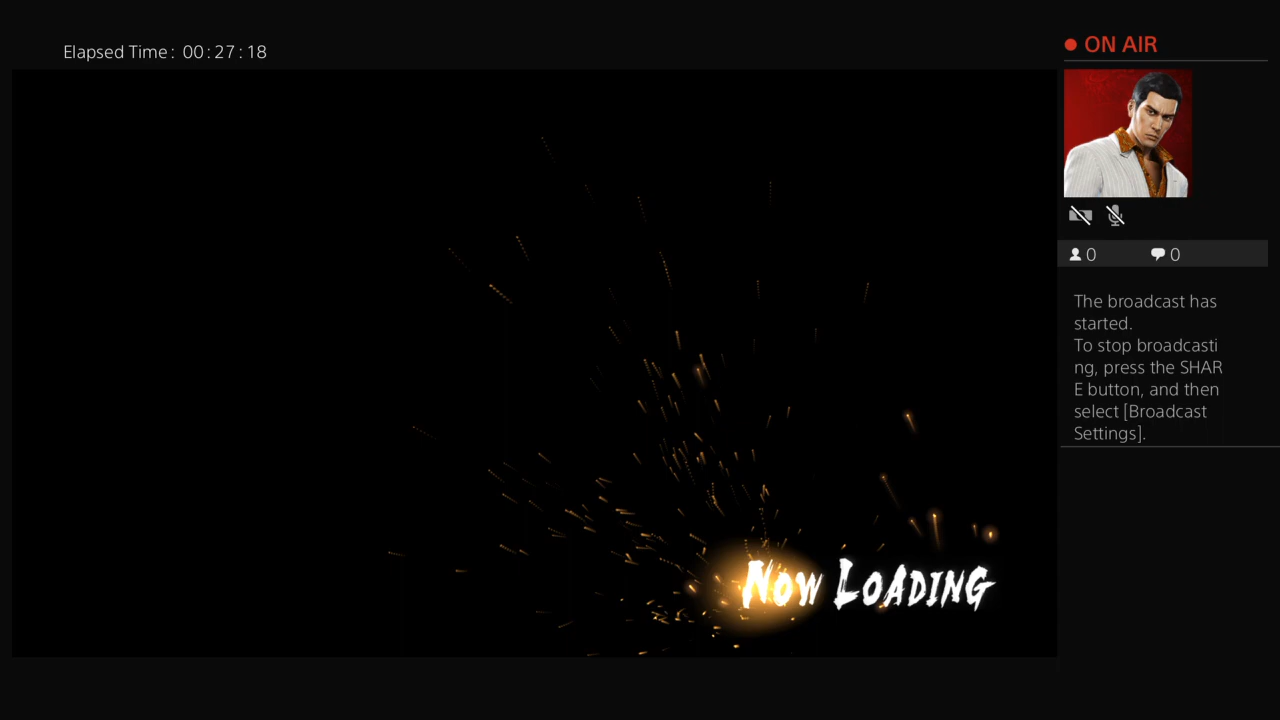 Elapsed Time: 00:27:18
ON AIR
0 0
The broadcast has
started.
To stop broadcasti
ng, press the SHAR
E button, and then
select [Broadcast
Settings].
NOW LOADING